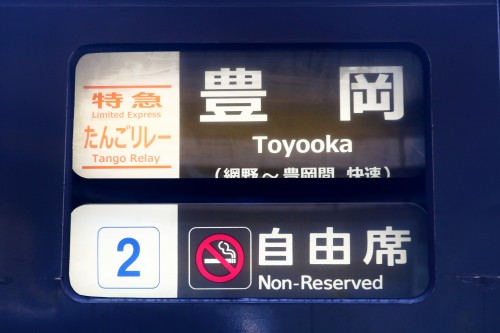 特急
Limited Express
たんごリレー
Tango Relay
豊岡
Toyooka
(網野～豊岡間 快速)
2
自由席
Non-Reserved